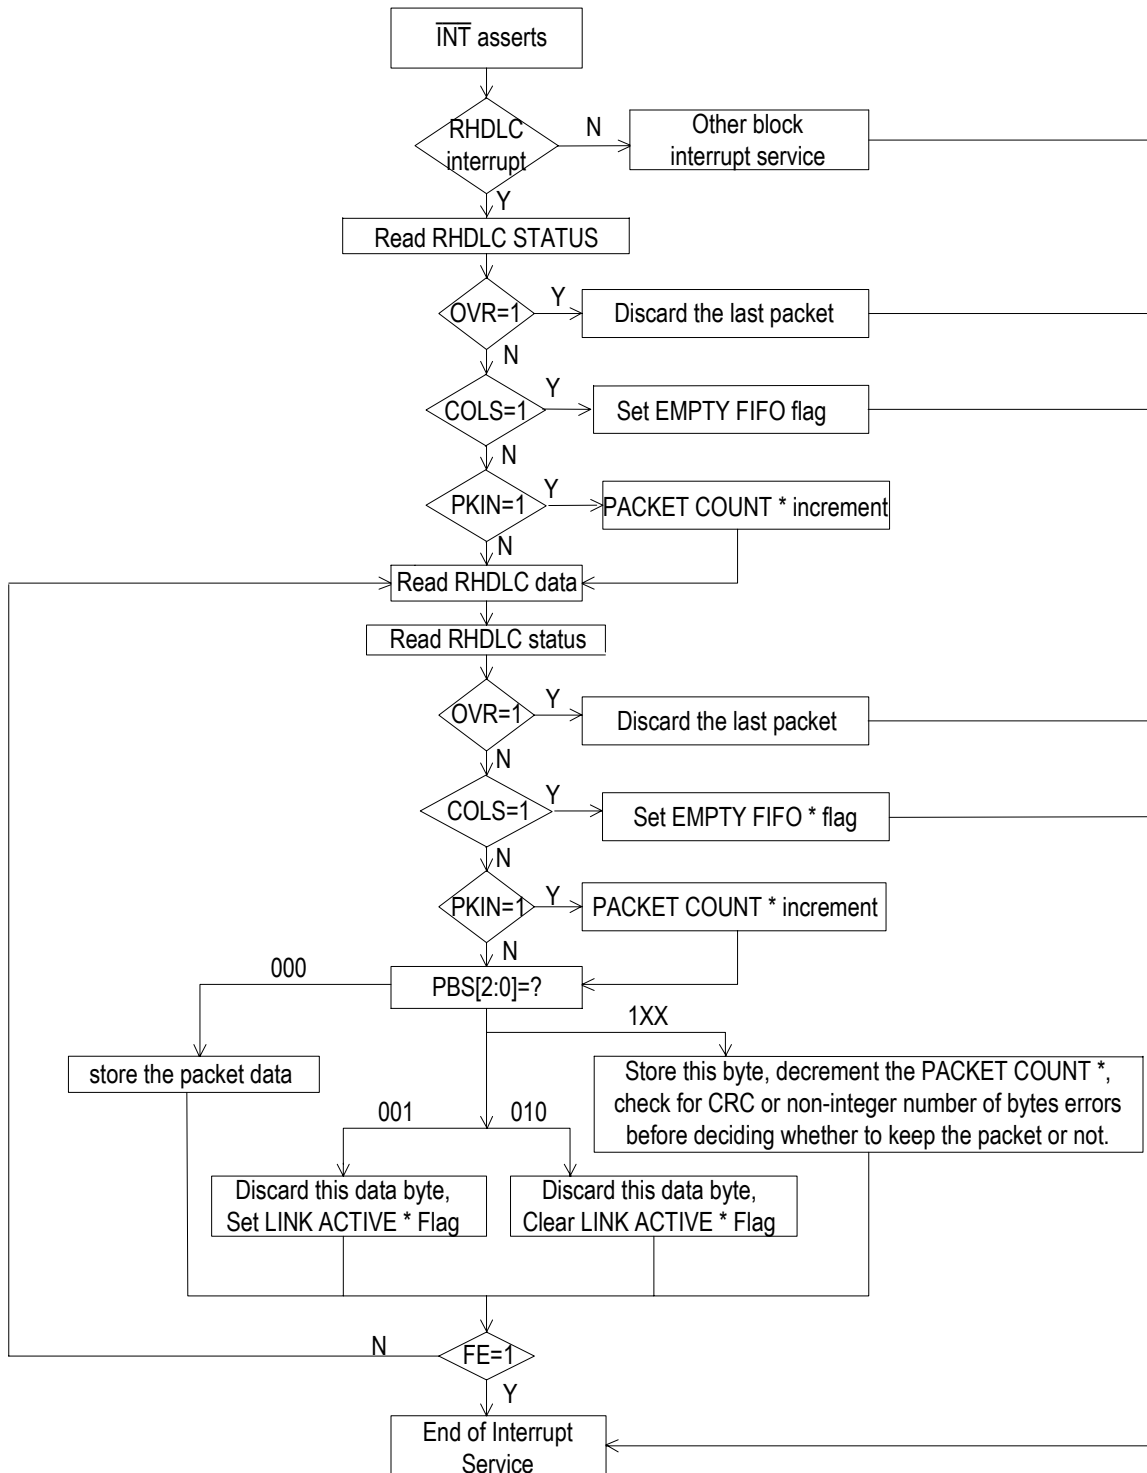 INT asserts
RHDLC
interrupt
N
Other block
interrupt service
Y
Read RHDLC STATUS
OVR=1
Y
Discard the last packet
N
COLS=1
Y
Set EMPTY FIFO flag
N
PKIN=1
Y
PACKET COUNT * increment
N
Read RHDLC data
Read RHDLC status
OVR=1
Y
Discard the last packet
N
COLS=1
Y
Set EMPTY FIFO * flag
N
PKIN=1
Y
PACKET COUNT * increment
N
000
PBS[2:0]=?
1XX
store the packet data
Store this byte, decrement the PACKET COUNT *,
check for CRC or non-integer number of bytes errors
before deciding whether to keep the packet or not.
001
010
Discard this data byte,
Set LINK ACTIVE * Flag
Discard this data byte,
Clear LINK ACTIVE * Flag
N
FE=1
Y
End of Interrupt
Service